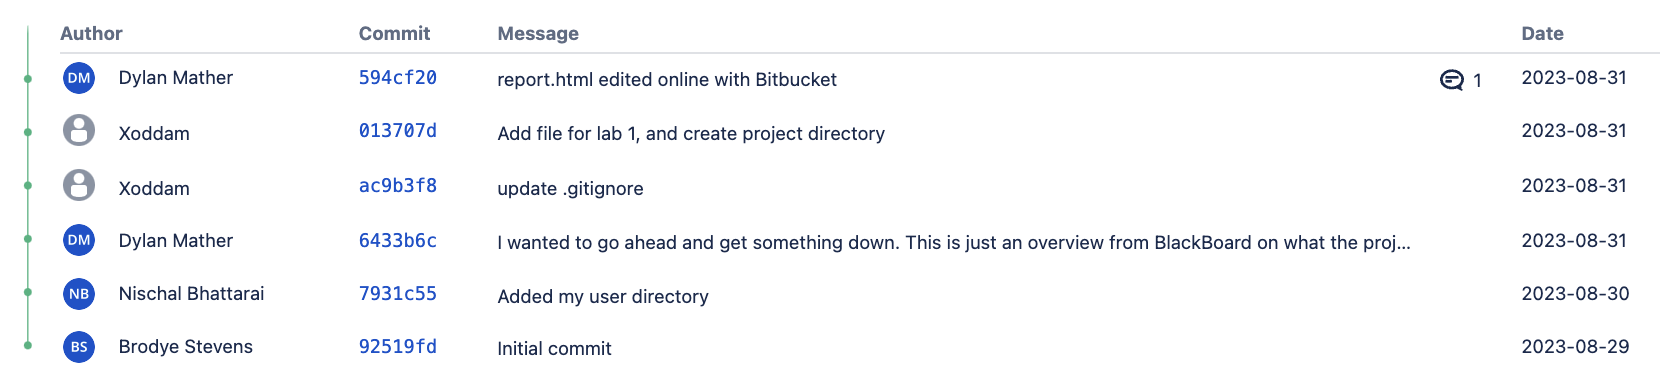 Author Commit Message Date
DM Dylan Mather 594cf20 report.html edited online with Bitbucket 1 2023-08-31
Xoddam 013707d Add file for lab 1, and create project directory 2023-08-31
Xoddam ac9b3f8 update .gitignore 2023-08-31
DM Dylan Mather 6433b6c I wanted to go ahead and get something down. This is just an overview from BlackBoard on what the proj... 2023-08-31
NB Nischal Bhattarai 7931c55 Added my user directory 2023-08-30
BS Brodye Stevens 92519fd Initial commit 2023-08-29